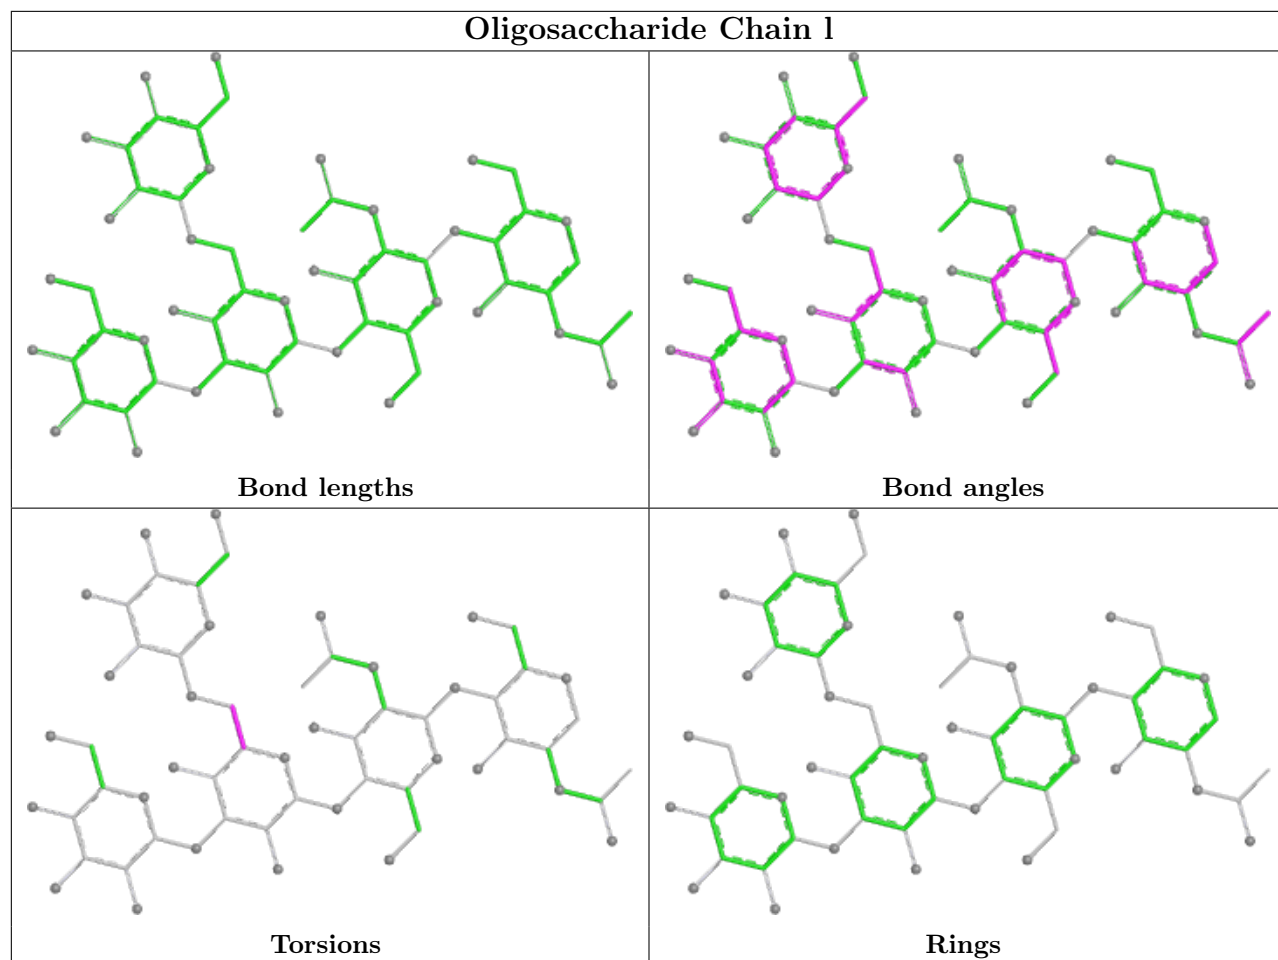 Oligosaccharide Chain l
Bond lengths
Bond angles
Torsions
Rings